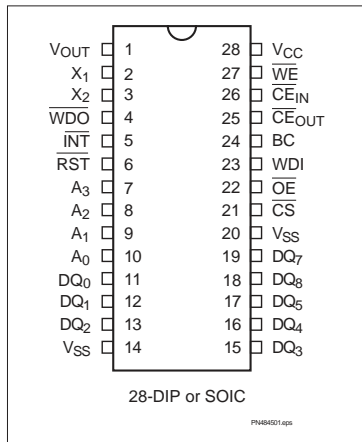 VOUT 1 28 VCC
X1 2 27 WE
X2 3 26 CEIN
WDO 4 25 CEOUT
INT 5 24 BC
RST 6 23 WDI
A3 7 22 OE
A2 8 21 CS
A1 9 20 VSS
A0 10 19 DQ7
DQ0 11 18 DQ8
DQ1 12 17 DQ5
DQ2 13 16 DQ4
VSS 14 15 DQ3
28-DIP or SOIC
PN484501.eps